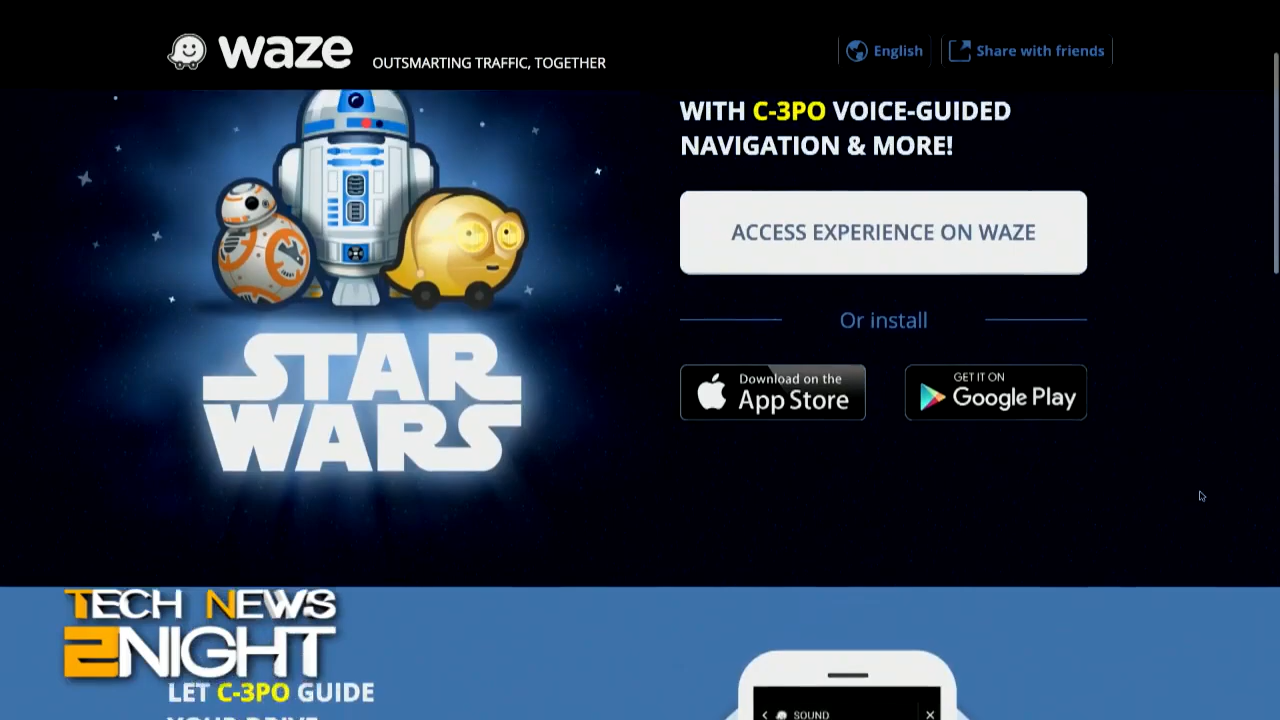 waze
OUTSMARTING TRAFFIC, TOGETHER
English
Share with friends
WITH C-3PO VOICE-GUIDED
NAVIGATION & MORE!
ACCESS EXPERIENCE ON WAZE
Or install
Download on the
App Store
GET IT ON
Google Play
STAR
WARS
TECH NEWS
2NIGHT
LET C-3PO GUIDE
YOUR DRIVE
SOUND